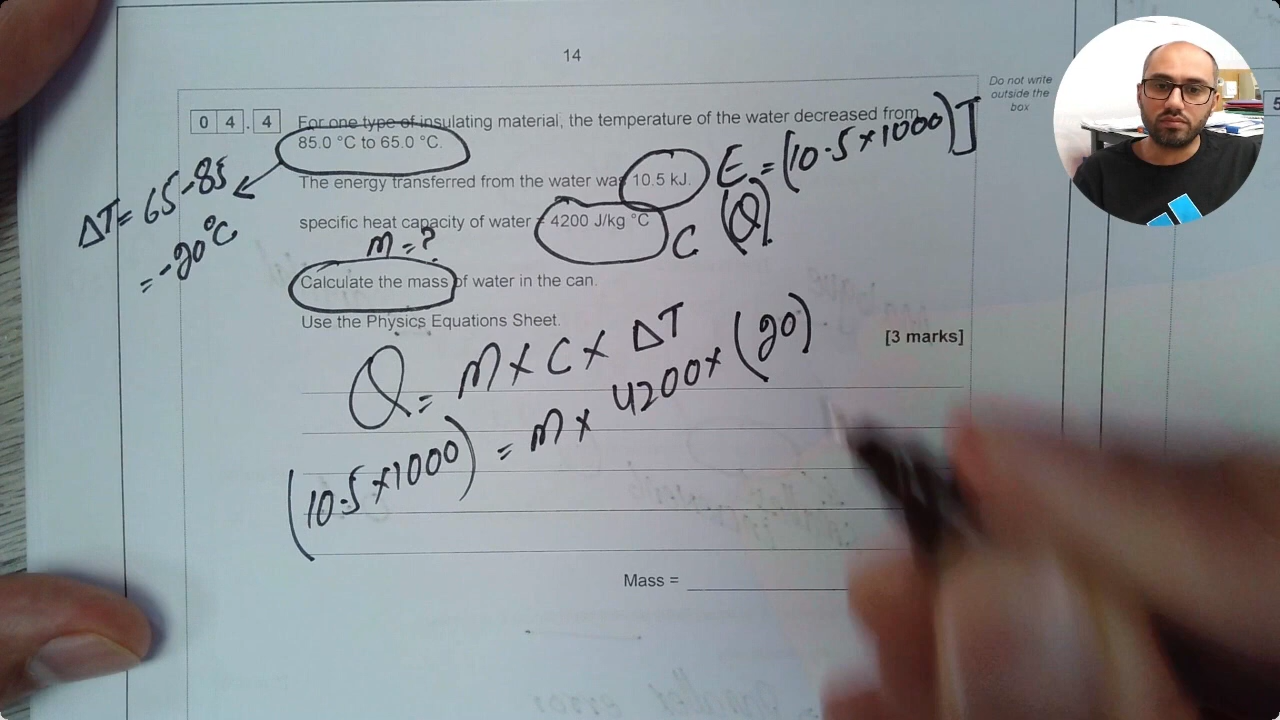 14
Do not write
outside the
box
5
0 4 . 4 For one type of insulating material, the temperature of the water decreased from
85.0 °C to 65.0 °C.
E = (10.5 × 1000) J
(Q)
ΔT = 65 - 85
= -20°C
The energy transferred from the water was 10.5 kJ.
specific heat capacity of water = 4200 J/kg °C
C
m = ?
Calculate the mass of water in the can.
Use the Physics Equations Sheet.
[3 marks]
Q = m × C × ΔT
(10.5 × 1000) = m × 4200 × (20)
Mass =